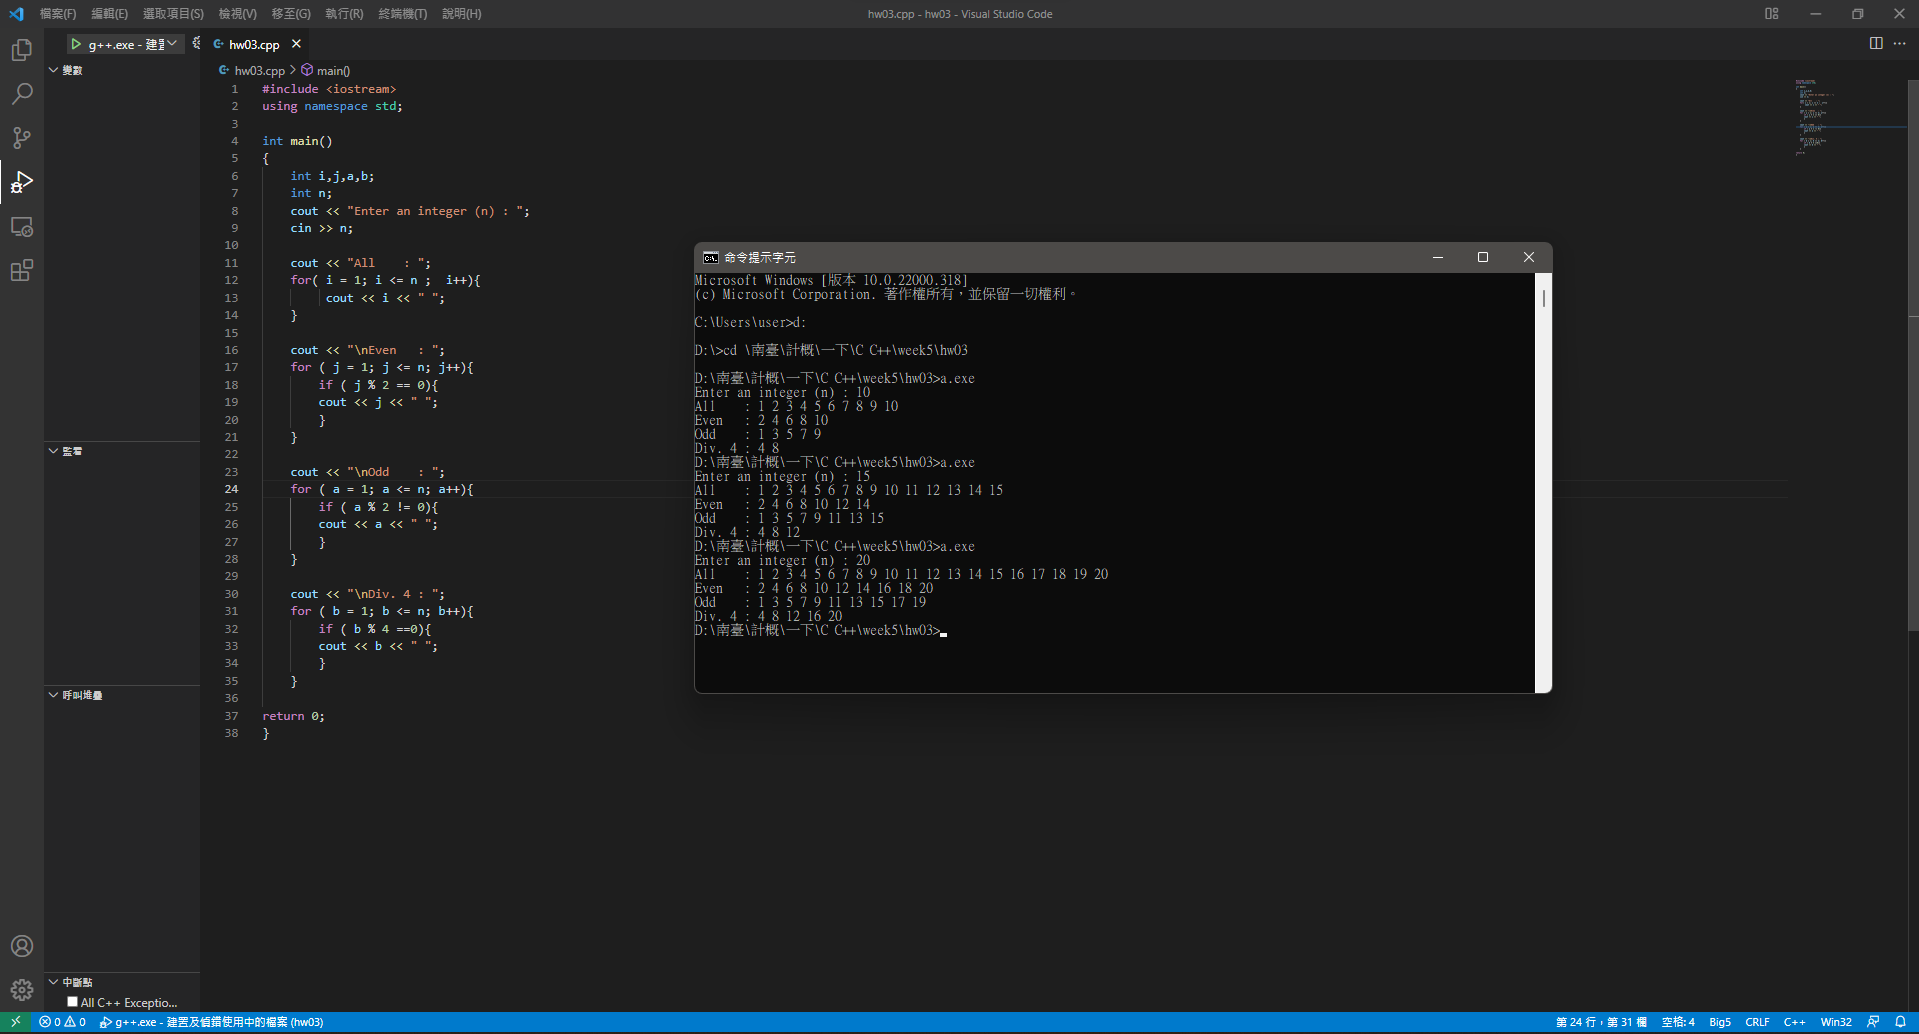 檔案(F) 編輯(E) 選取項目(S) 檢視(V) 移至(G) 執行(R) 終端機(T) 說明(H)
hw03.cpp - hw03 - Visual Studio Code
g++.exe - 建
hw03.cpp
變數
hw03.cpp > main()
1 #include <iostream>
2 using namespace std;
3
4 int main()
5 {
6 int i,j,a,b;
7 int n;
8 cout << "Enter an integer (n) : ";
9 cin >> n;
10
11 cout << "All    : ";
12 for( i = 1; i <= n ;  i++){
13 cout << i << " ";
14 }
15
16 cout << "\nEven   : ";
17 for ( j = 1; j <= n; j++){
18 if ( j % 2 == 0){
19 cout << j << " ";
20 }
21 }
22
23 cout << "\nOdd    : ";
24 for ( a = 1; a <= n; a++){
25 if ( a % 2 != 0){
26 cout << a << " ";
27 }
28 }
29
30 cout << "\nDiv. 4 : ";
31 for ( b = 1; b <= n; b++){
32 if ( b % 4 ==0){
33 cout << b << " ";
34 }
35 }
36
37 return 0;
38 }
命令提示字元
Microsoft Windows [版本 10.0.22000.318]
(c) Microsoft Corporation. 著作權所有，並保留一切權利。
C:\Users\user>d:
D:\>cd \南臺\計概\一下\C C++\week5\hw03
D:\南臺\計概\一下\C C++\week5\hw03>a.exe
Enter an integer (n) : 10
All    : 1 2 3 4 5 6 7 8 9 10
Even   : 2 4 6 8 10
Odd    : 1 3 5 7 9
Div. 4 : 4 8
D:\南臺\計概\一下\C C++\week5\hw03>a.exe
Enter an integer (n) : 15
All    : 1 2 3 4 5 6 7 8 9 10 11 12 13 14 15
Even   : 2 4 6 8 10 12 14
Odd    : 1 3 5 7 9 11 13 15
Div. 4 : 4 8 12
D:\南臺\計概\一下\C C++\week5\hw03>a.exe
Enter an integer (n) : 20
All    : 1 2 3 4 5 6 7 8 9 10 11 12 13 14 15 16 17 18 19 20
Even   : 2 4 6 8 10 12 14 16 18 20
Odd    : 1 3 5 7 9 11 13 15 17 19
Div. 4 : 4 8 12 16 20
D:\南臺\計概\一下\C C++\week5\hw03>
監看
呼叫堆疊
中斷點
All C++ Exceptio...
0 0 g++.exe - 建置及偵錯使用中的檔案 (hw03)
第 24 行，第 31 欄 空格: 4 Big5 CRLF C++ Win32